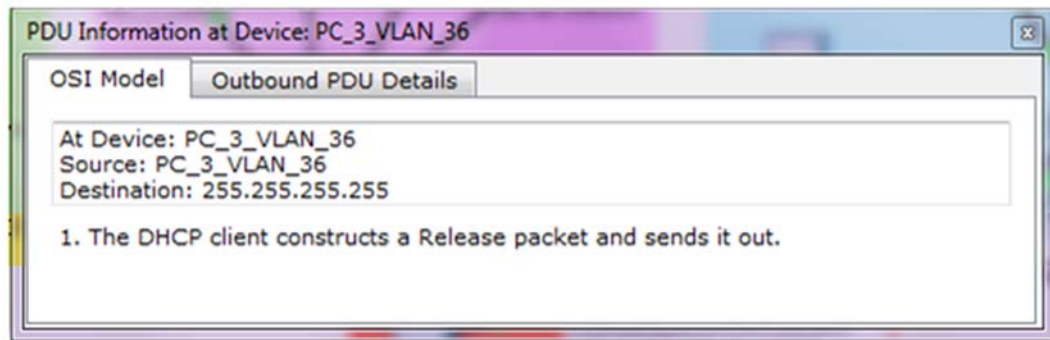 PDU Information at Device: PC_3_VLAN_36
OSI Model
Outbound PDU Details
At Device: PC_3_VLAN_36
Source: PC_3_VLAN_36
Destination: 255.255.255.255
1. The DHCP client constructs a Release packet and sends it out.